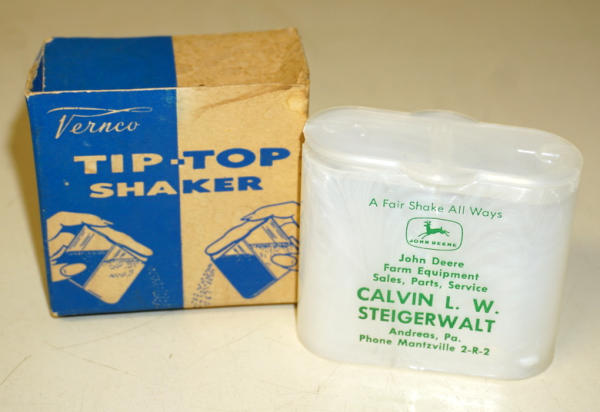 Vernco
TIP-TOP
SHAKER
A Fair Shake All Ways
JOHN DEERE
John Deere
Farm Equipment
Sales, Parts, Service
CALVIN L. W.
STEIGERWALT
Andreas, Pa.
Phone Mantzville 2-R-2